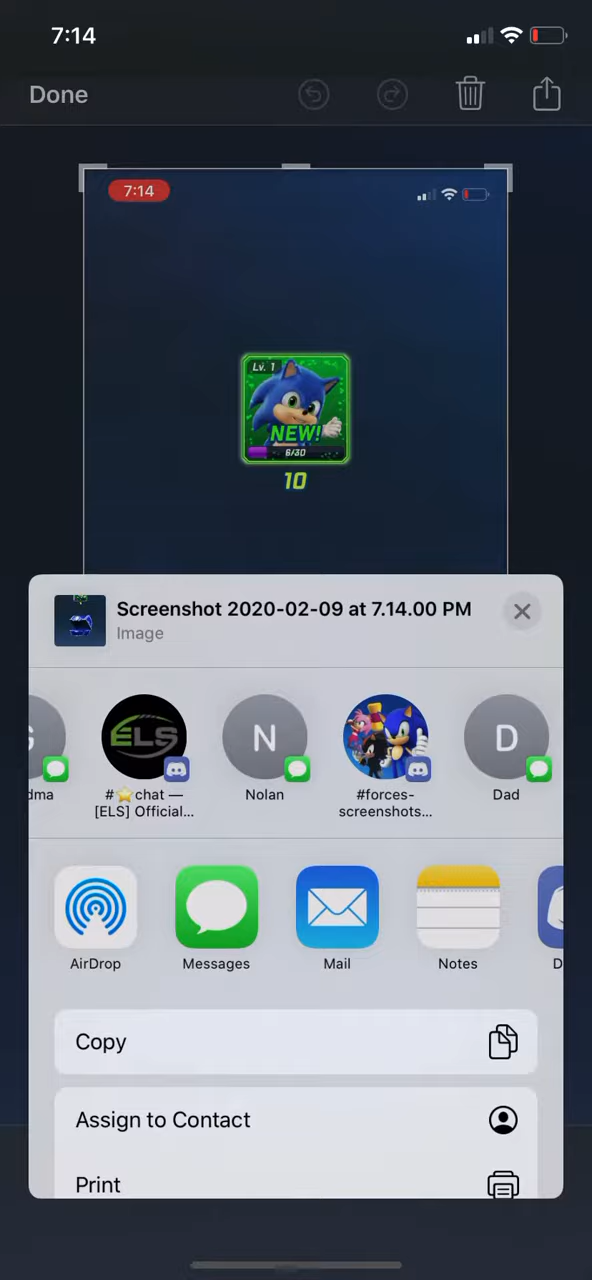 7:14
Done
7:14
Lv. 1
NEW!
6/30
10
Screenshot 2020-02-09 at 7.14.00 PM
Image
ELS
N
D
dma
#⭐chat —
[ELS] Official...
Nolan
#forces-
screenshots...
Dad
AirDrop
Messages
Mail
Notes
D
Copy
Assign to Contact
Print